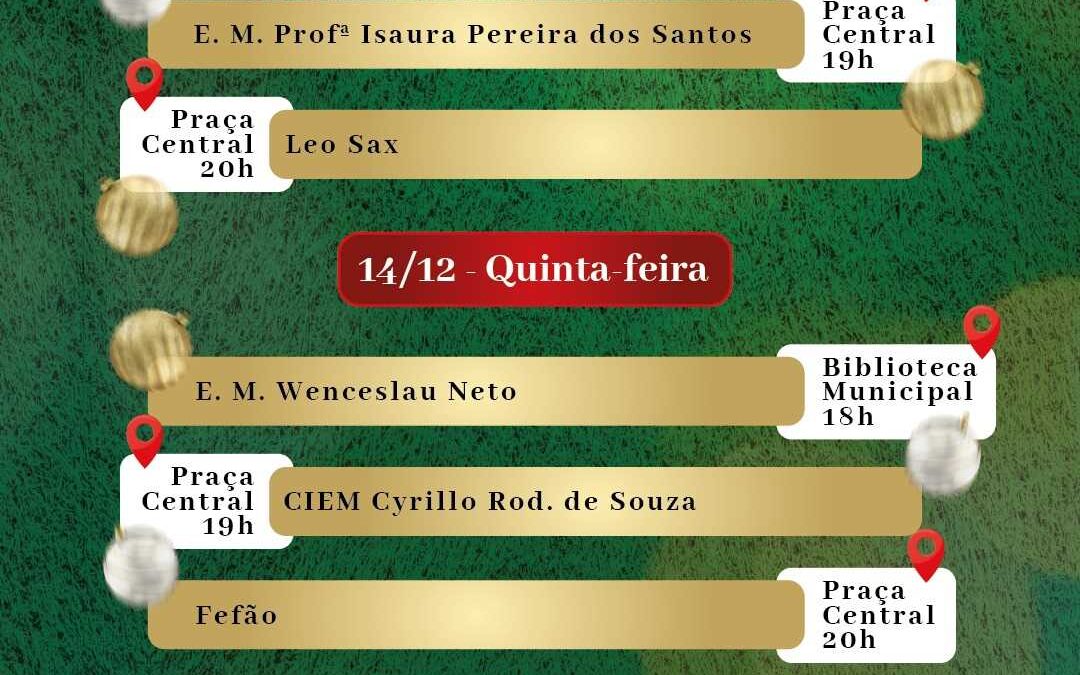 E. M. Profª Isaura Pereira dos Santos
Praça
Central
19h
Praça
Central
20h
Leo Sax
14/12 - Quinta-feira
E. M. Wenceslau Neto
Biblioteca
Municipal
18h
Praça
Central
19h
CIEM Cyrillo Rod. de Souza
Fefão
Praça
Central
20h